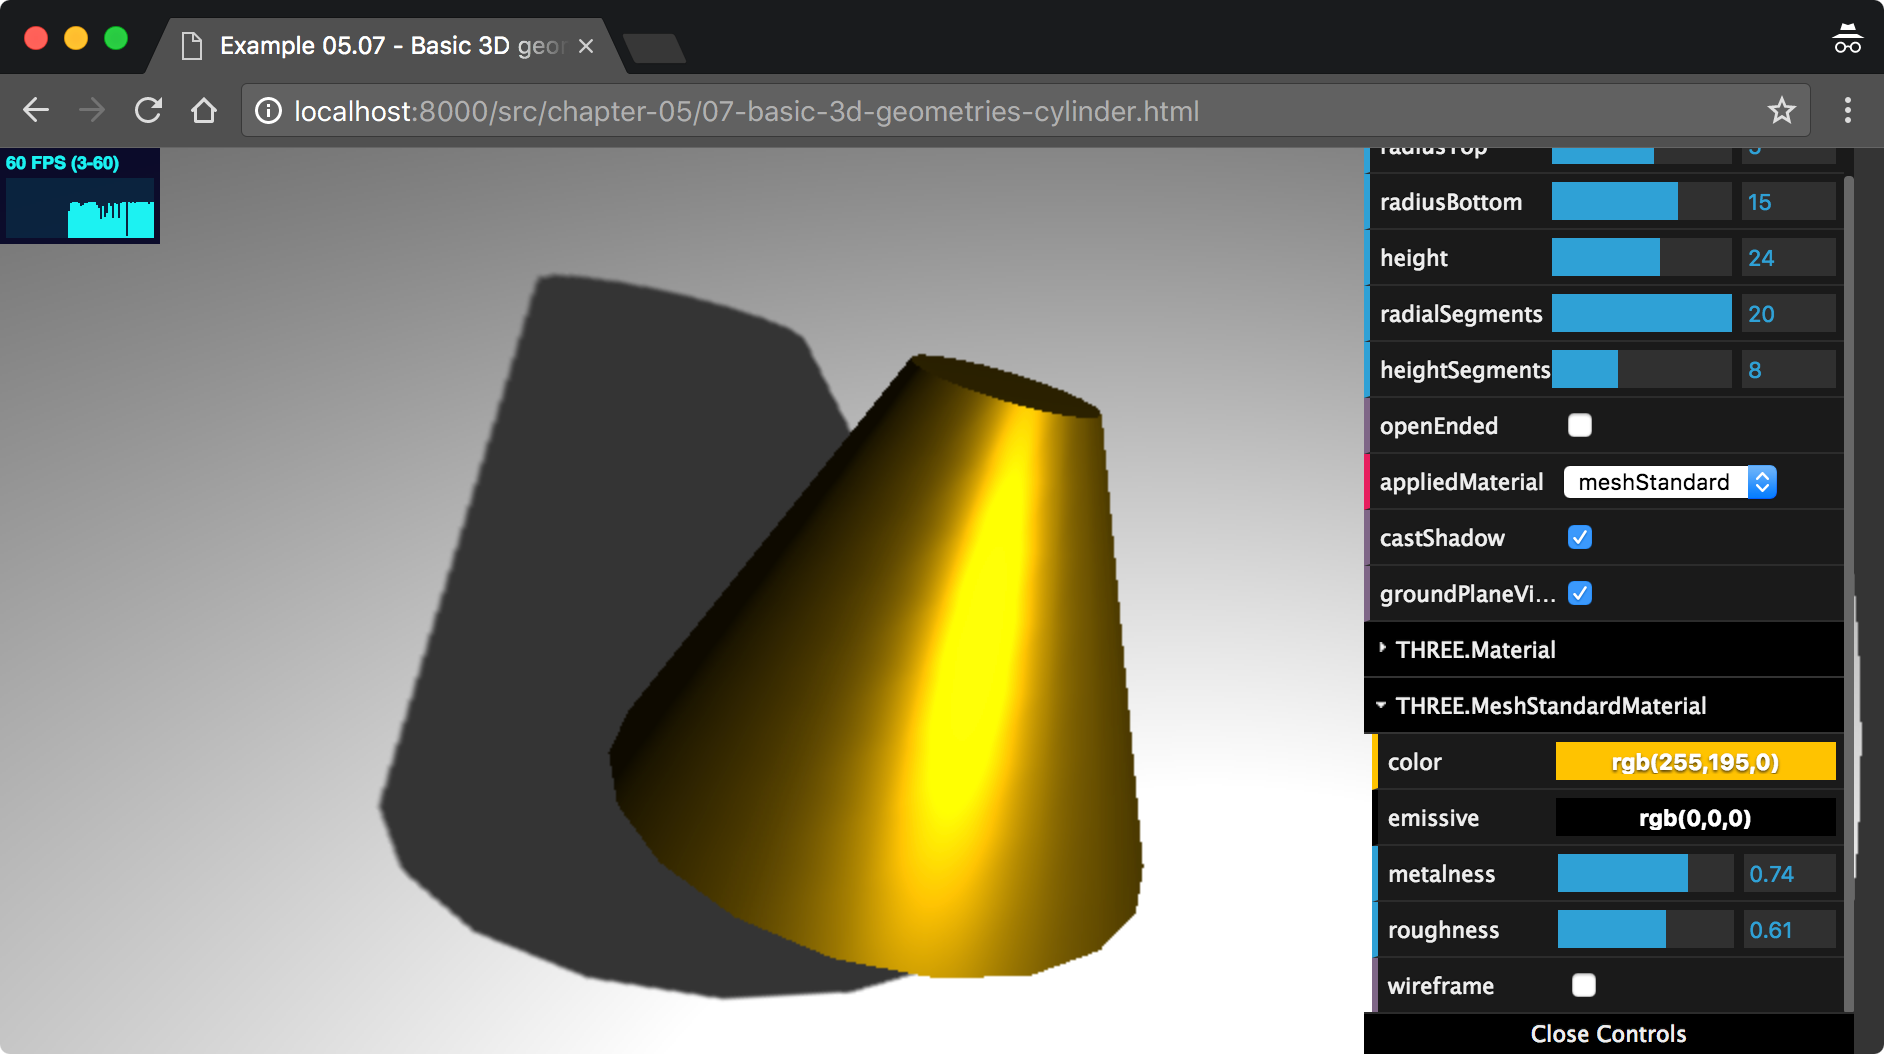 Example 05.07 - Basic 3D geor
localhost:8000/src/chapter-05/07-basic-3d-geometries-cylinder.html
60 FPS (3-60)
radiusTop
radiusBottom 15
height 24
radialSegments 20
heightSegments 8
openEnded
appliedMaterial meshStandard
castShadow
groundPlaneVi...
THREE.Material
THREE.MeshStandardMaterial
color rgb(255,195,0)
emissive rgb(0,0,0)
metalness 0.74
roughness 0.61
wireframe
Close Controls